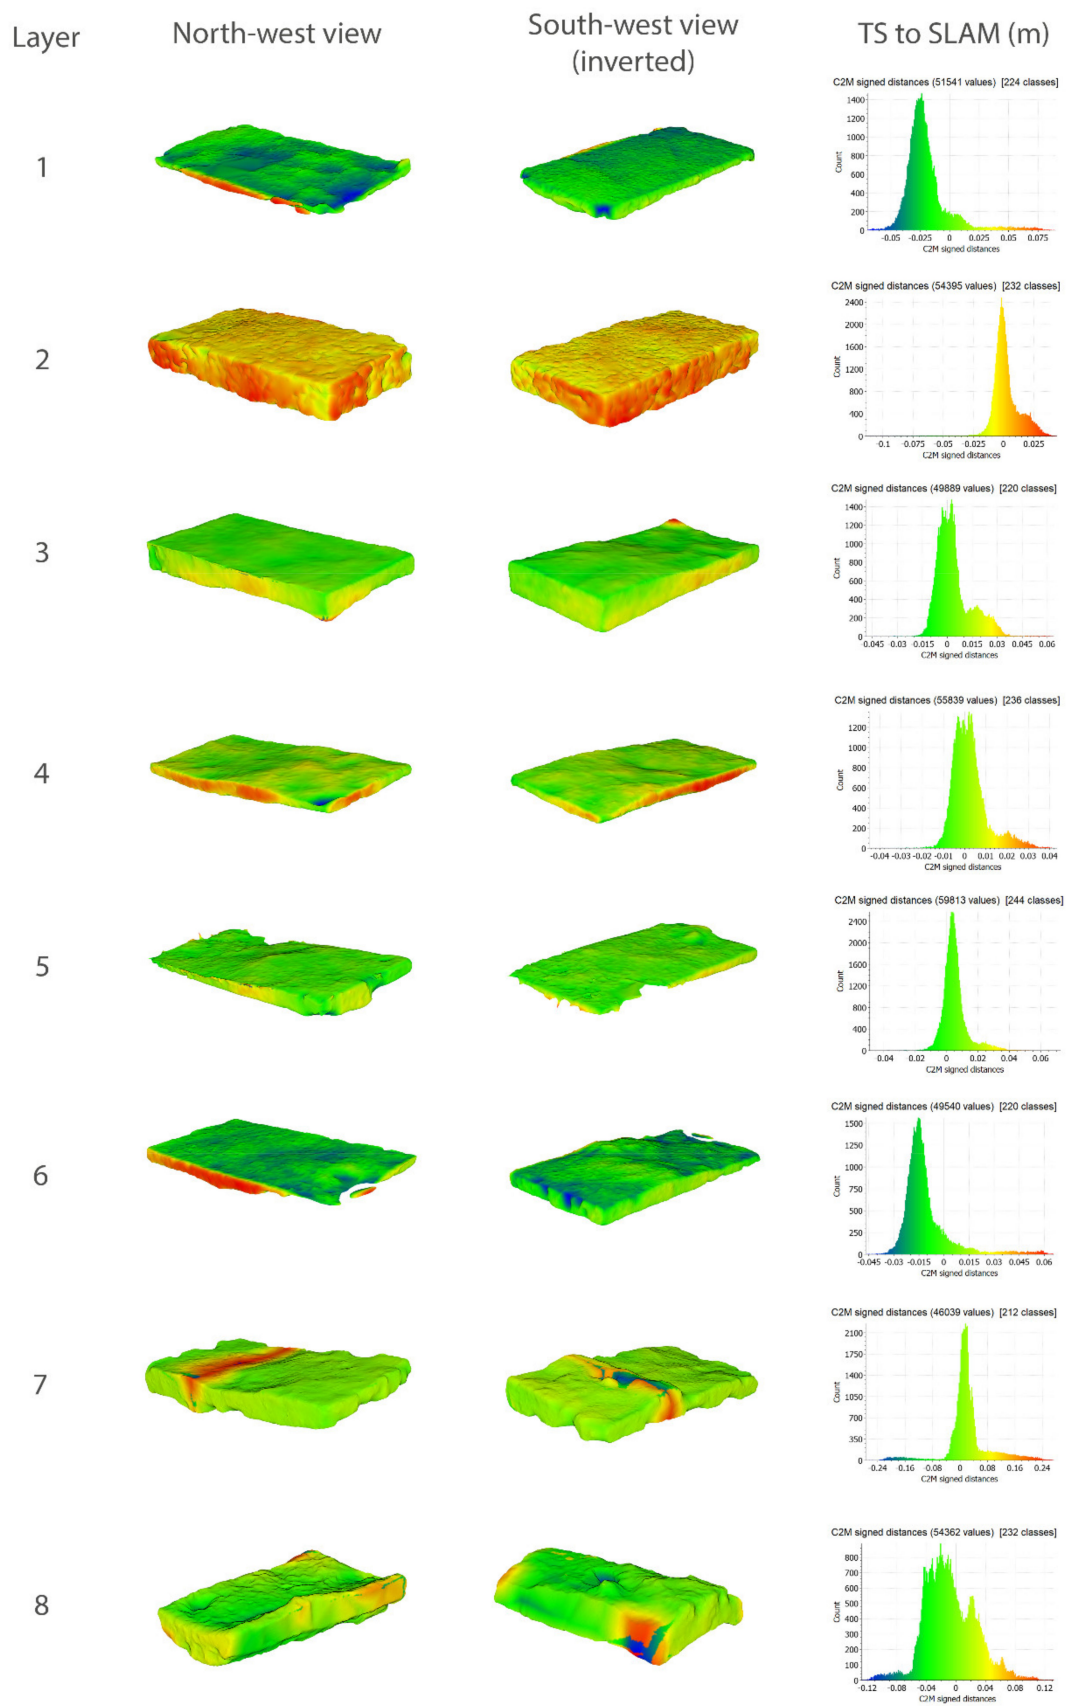 Layer
North-west view
South-west view
(inverted)
TS to SLAM (m)
1
C2M signed distances (51541 values) [224 classes]
1400
1200
1000
800
600
400
200
0
Count
-0.05 -0.025 0 0.025 0.05 0.075
C2M signed distances
2
C2M signed distances (54395 values) [232 classes]
2400
2000
1600
1200
800
400
0
Count
-0.1 -0.075 -0.05 -0.025 0 0.025
C2M signed distances
3
C2M signed distances (49889 values) [220 classes]
1400
1200
1000
800
600
400
200
0
Count
-0.045 -0.03 -0.015 0 0.015 0.03 0.045 0.06
C2M signed distances
4
C2M signed distances (55839 values) [236 classes]
1200
1000
800
600
400
200
0
Count
-0.04 -0.03 -0.02 -0.01 0 0.01 0.02 0.03 0.04
C2M signed distances
5
C2M signed distances (59813 values) [244 classes]
2400
2000
1600
1200
800
400
0
Count
0.04 0.02 0 0.02 0.04 0.06
C2M signed distances
6
C2M signed distances (49540 values) [220 classes]
1500
1250
1000
750
500
250
0
Count
-0.045 -0.03 -0.015 0 0.015 0.03 0.045 0.06
C2M signed distances
7
C2M signed distances (46039 values) [212 classes]
2100
1750
1400
1050
700
350
0
Count
-0.24 -0.16 -0.08 0 0.08 0.16 0.24
C2M signed distances
8
C2M signed distances (54362 values) [232 classes]
800
700
600
500
400
300
200
100
0
Count
-0.12 -0.08 -0.04 0 0.04 0.08 0.12
C2M signed distances